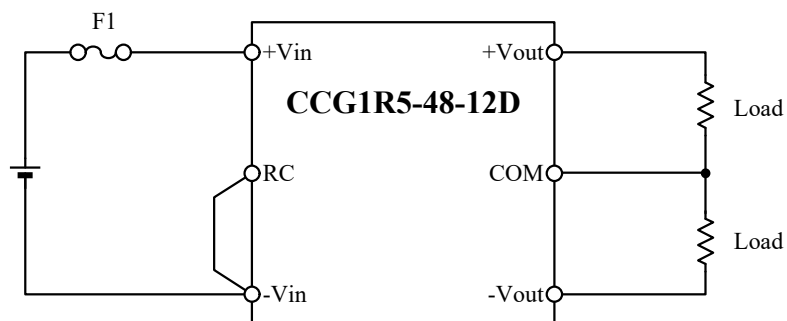 F1
+Vin
+Vout
CCG1R5-48-12D
Load
RC
COM
Load
-Vin
-Vout